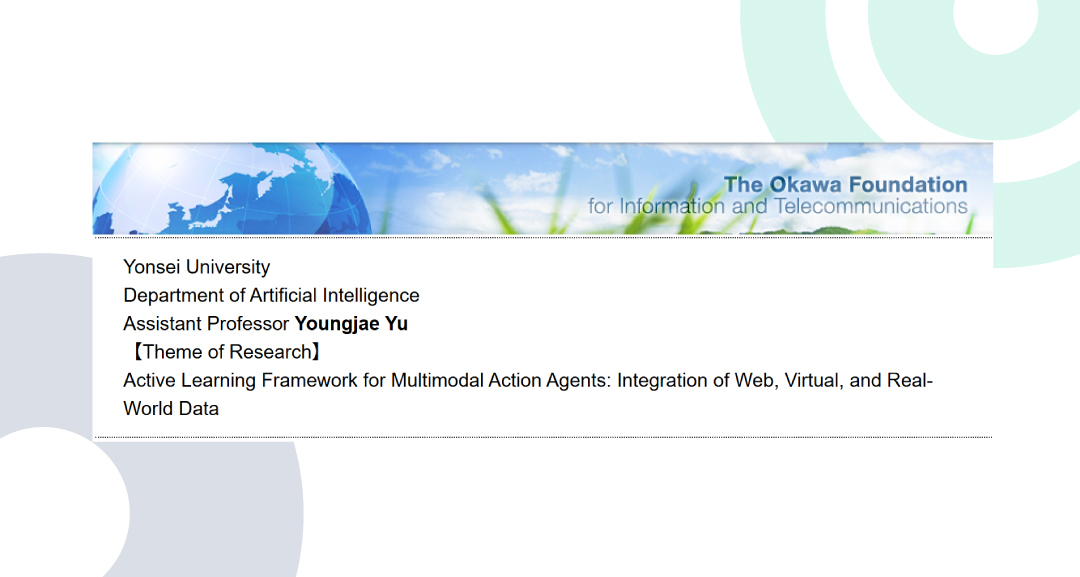 The Okawa Foundation
for Information and Telecommunications
Yonsei University
Department of Artificial Intelligence
Assistant Professor Youngjae Yu
【Theme of Research】
Active Learning Framework for Multimodal Action Agents: Integration of Web, Virtual, and Real-
World Data